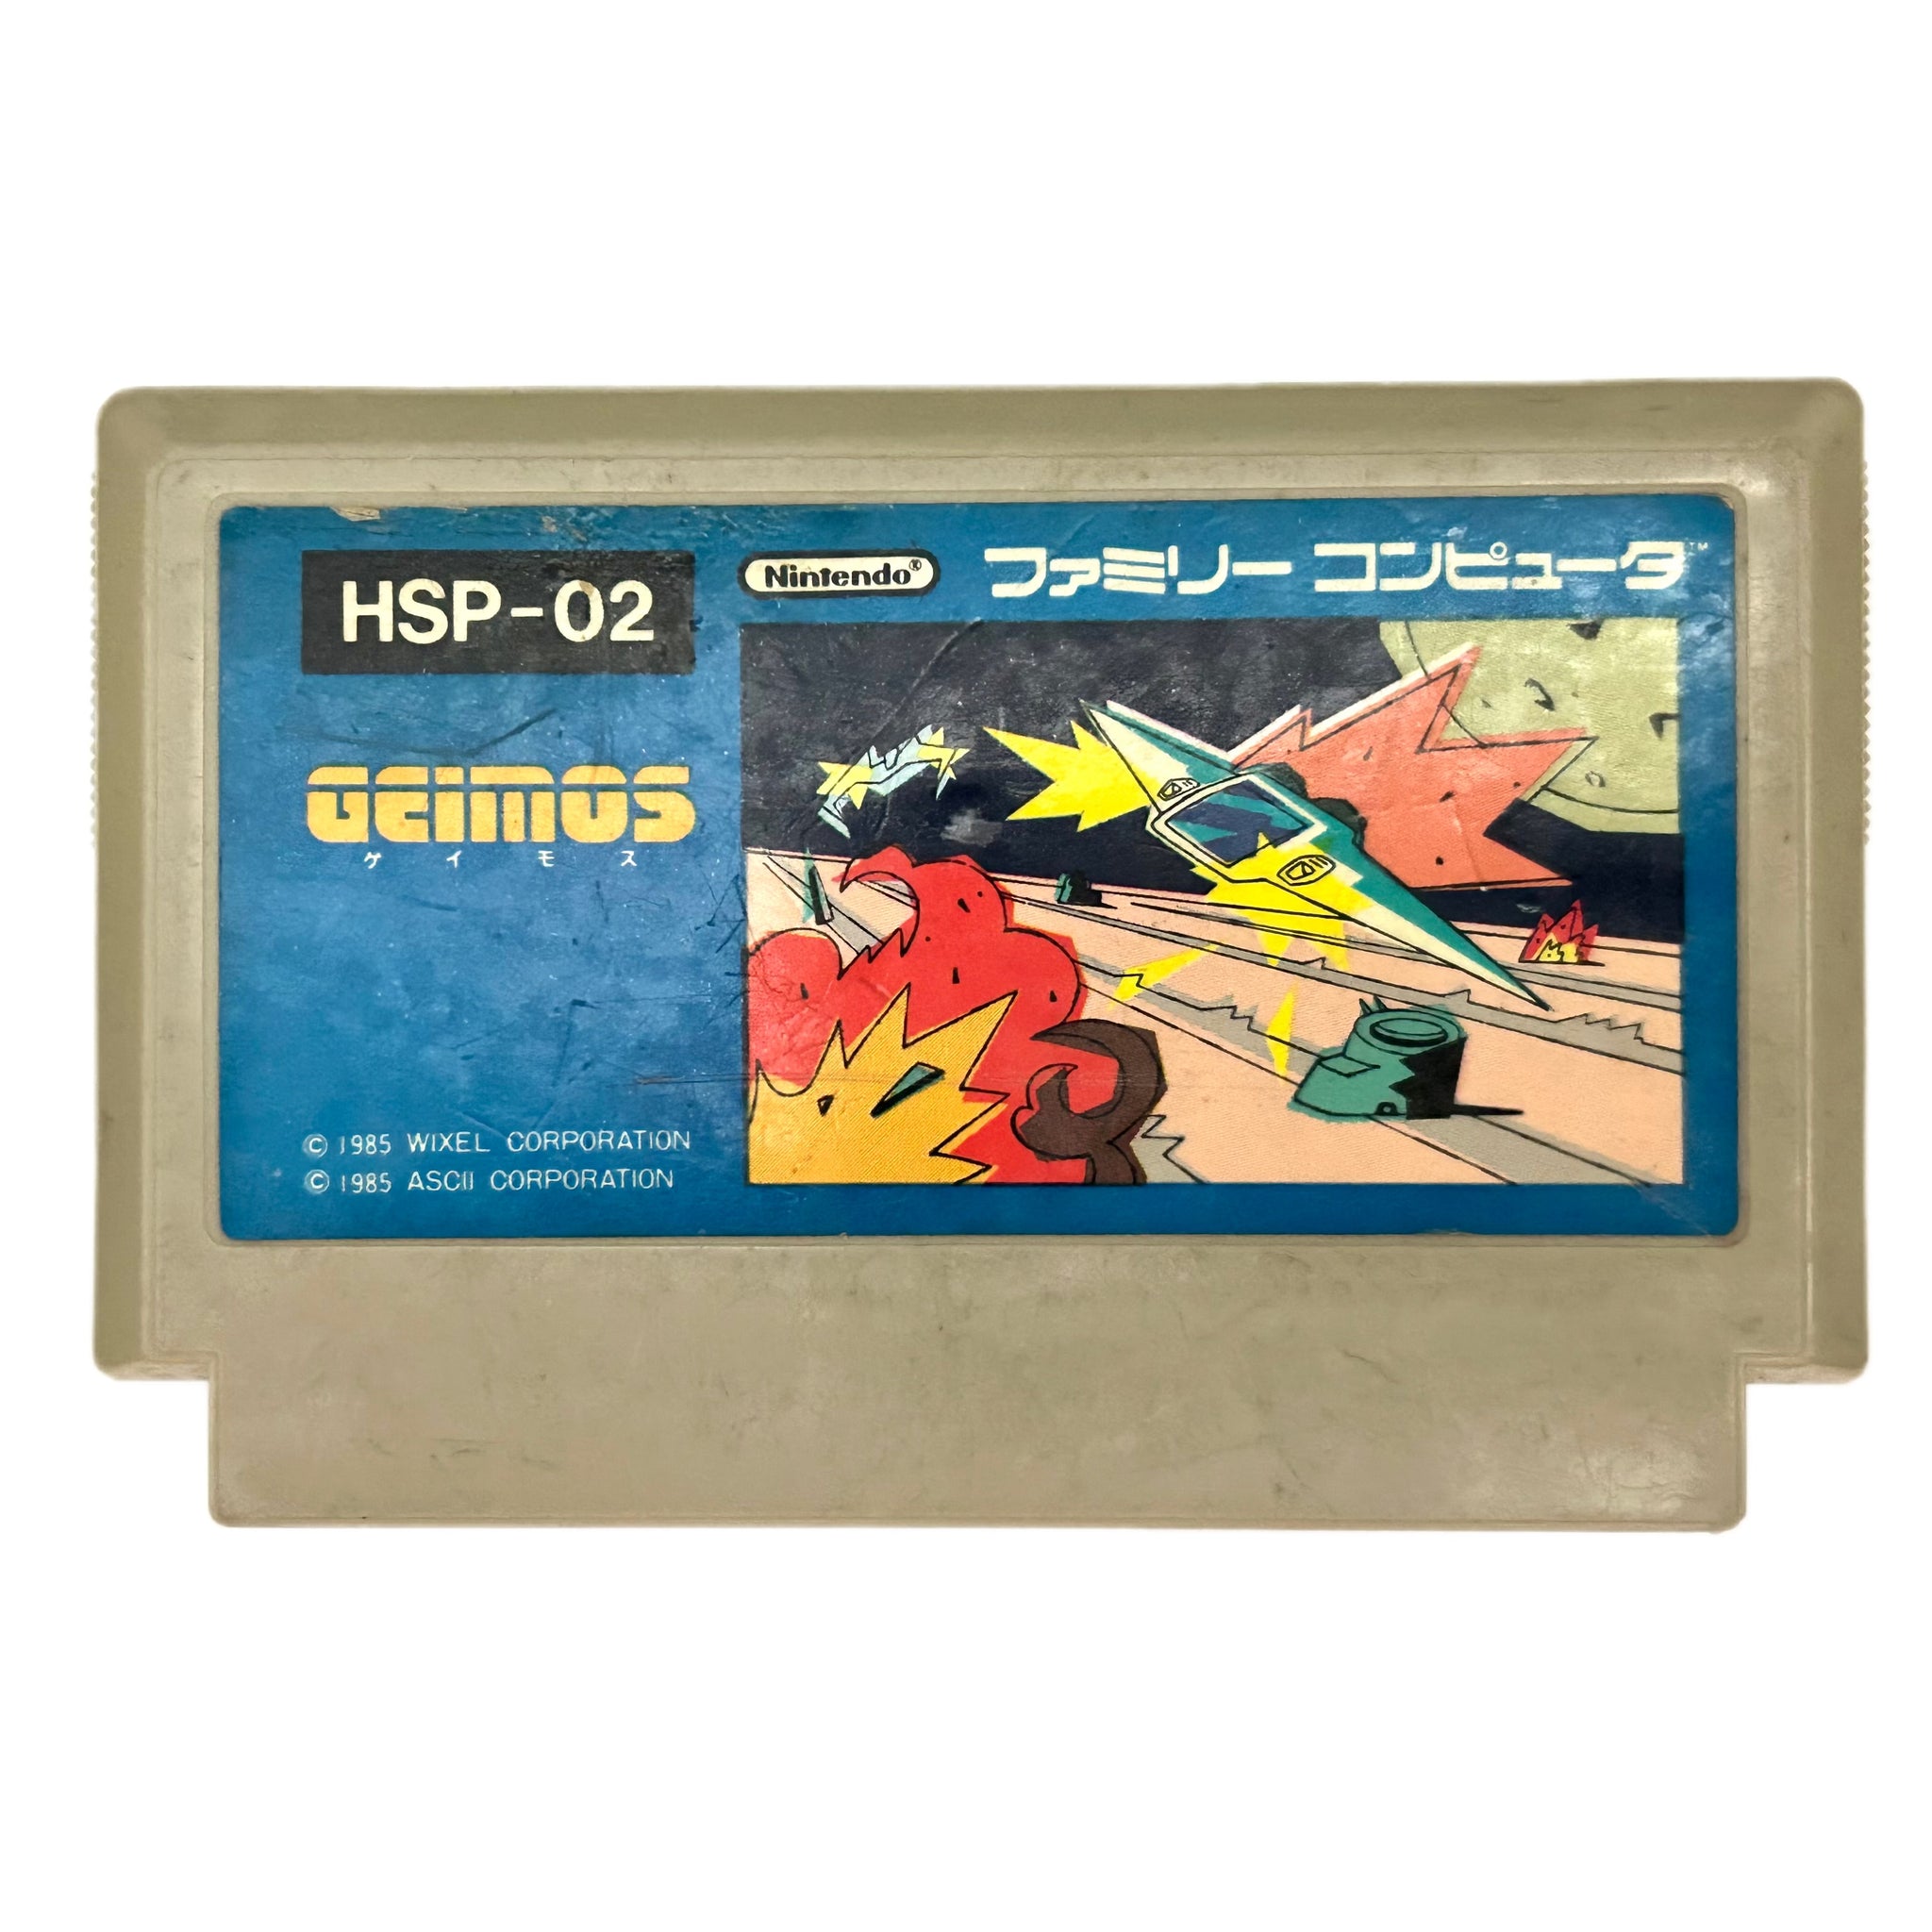 HSP-02
Nintendo® ファミリー コンピュータ™
GEIMOS
ゲイモス
© 1985 WIXEL CORPORATION
© 1985 ASCII CORPORATION